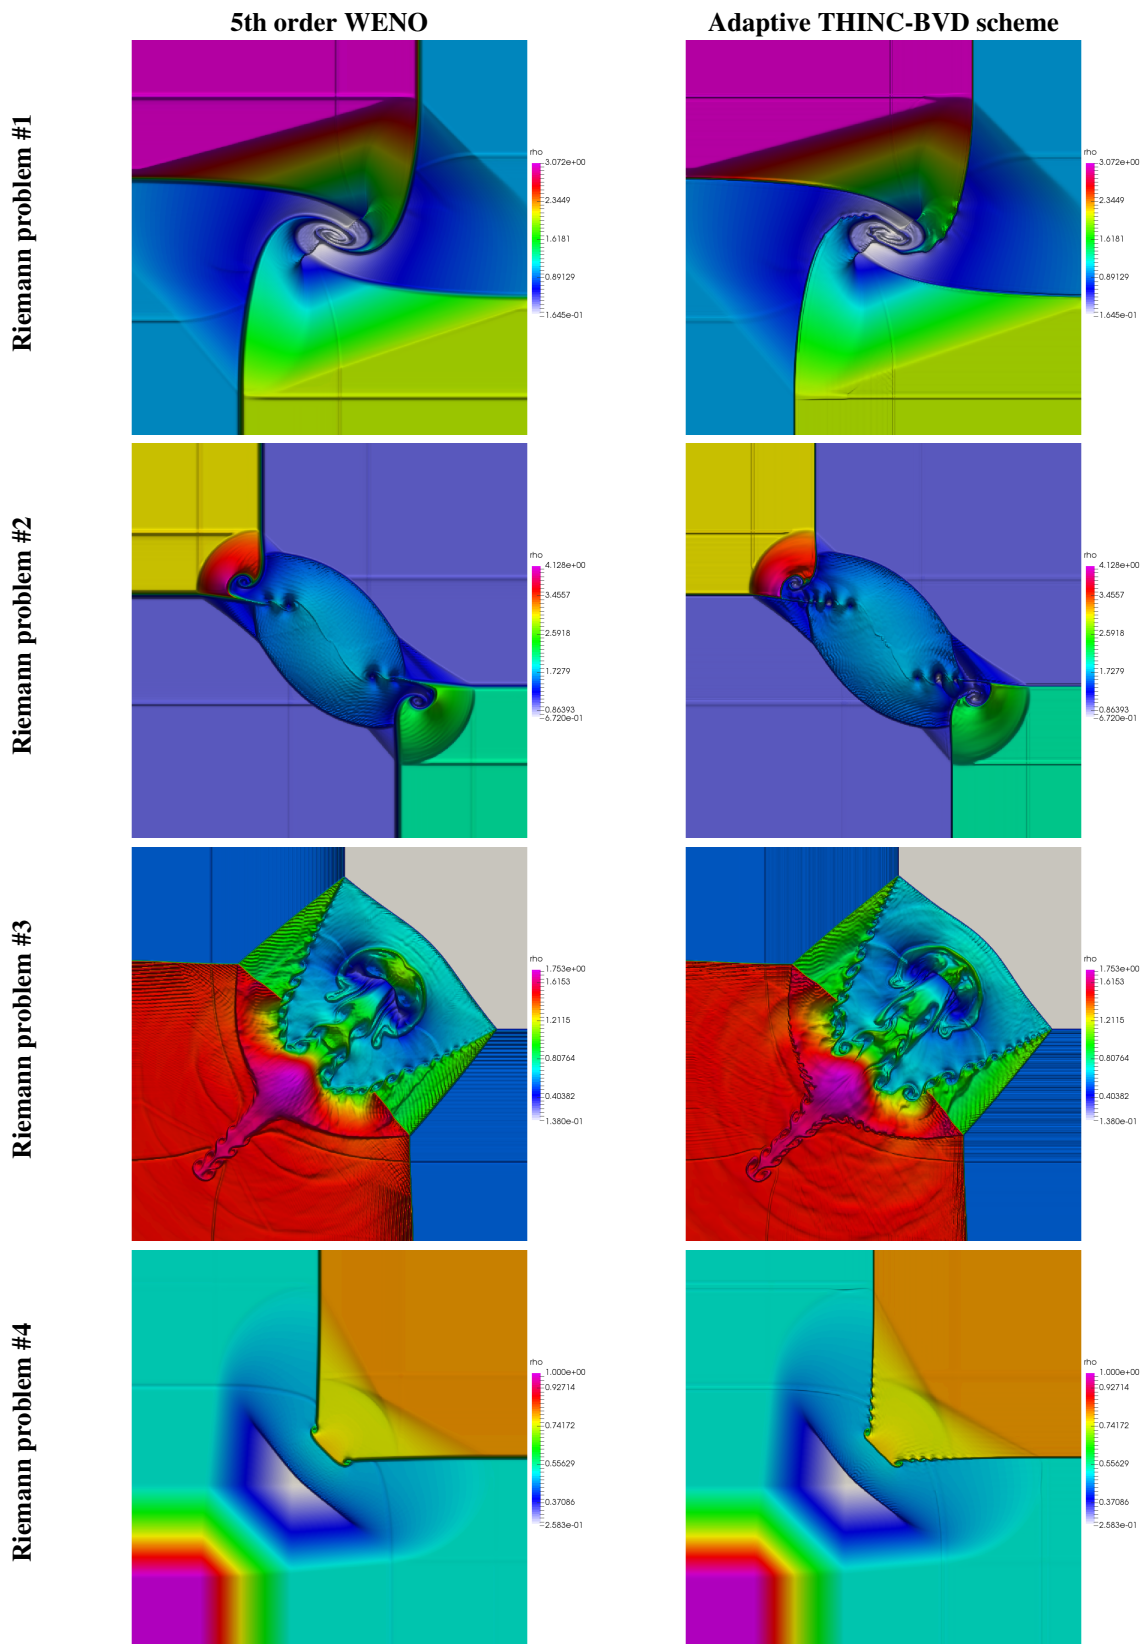 5th order WENO
Adaptive THINC-BVD scheme
Riemann problem #1
rho
3.072e+00
2.3449
1.6181
0.89129
1.645e-01
rho
3.072e+00
2.3449
1.6181
0.89129
1.645e-01
Riemann problem #2
rho
4.128e+00
3.4557
2.5918
1.7279
0.86393
6.720e-01
rho
4.128e+00
3.4557
2.5918
1.7279
0.86393
6.720e-01
Riemann problem #3
rho
1.753e+00
1.6153
1.2115
0.80764
0.40382
1.380e-01
rho
1.753e+00
1.6153
1.2115
0.80764
0.40382
1.380e-01
Riemann problem #4
rho
1.000e+00
0.92714
0.74172
0.55629
0.37086
2.583e-01
rho
1.000e+00
0.92714
0.74172
0.55629
0.37086
2.583e-01